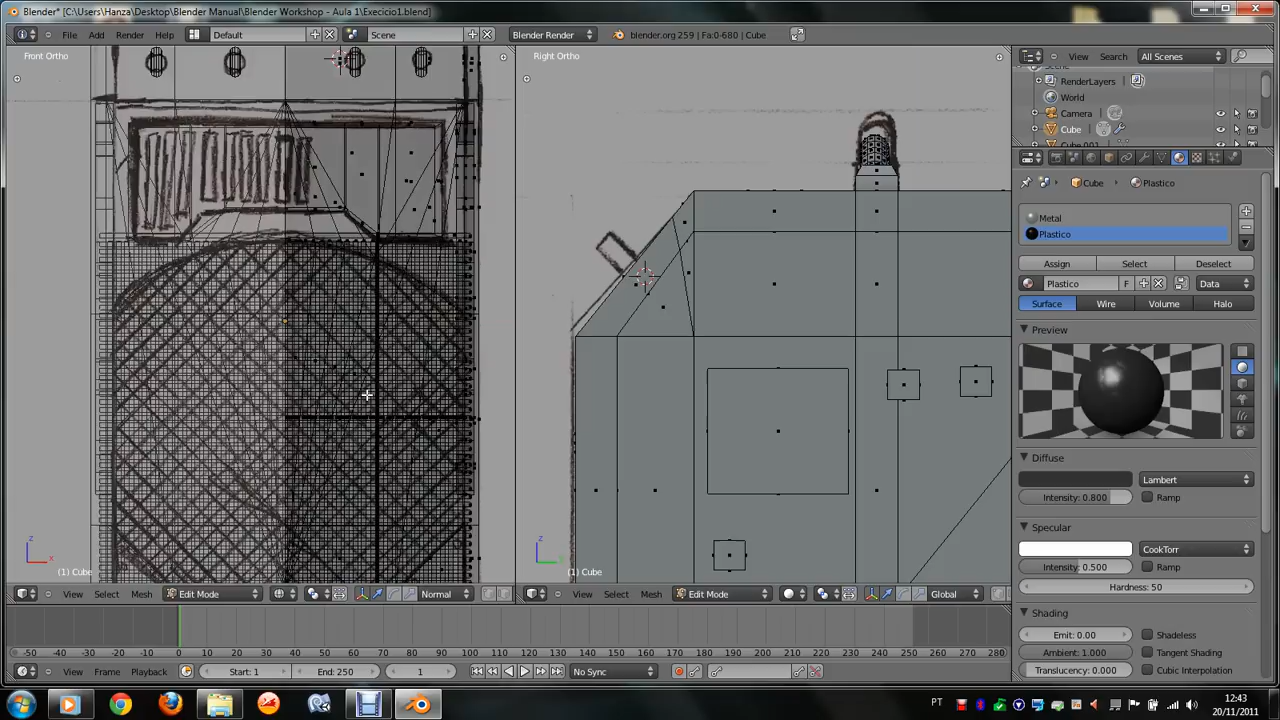 Blender* [C:\Users\Hanza\Desktop\Blender Manual\Blender Workshop - Aula 1\Execicio1.blend]
File Add Render Help Default Scene Blender Render blender.org 259 | Fa:0-680 | Cube
Front Ortho
Right Ortho
View Search All Scenes
Scene
RenderLayers
World
Camera
Cube
Cube.001
Cube Plastico
Metal
Plastico
Assign Select Deselect
Plastico F Data
Surface Wire Volume Halo
Preview
Diffuse
Lambert
Intensity: 0.800 Ramp
Specular
CookTorr
Intensity: 0.500 Ramp
Hardness: 50
Shading
Emit: 0.00 Shadeless
Ambient: 1.000 Tangent Shading
Translucency: 0.000 Cubic Interpolation
z
x
(1) Cube
z
y
(1) Cube
View Select Mesh Edit Mode Normal
View Select Mesh Edit Mode Global
-50 -40 -30 -20 -10 0 10 20 30 40 50 60 70 80 90 100 110 120 130 140 150 160 170 180 190 200 210 220 230 240 250 260 270 280
View Frame Playback Start: 1 End: 250 1 No Sync
PT
12:43
20/11/2011